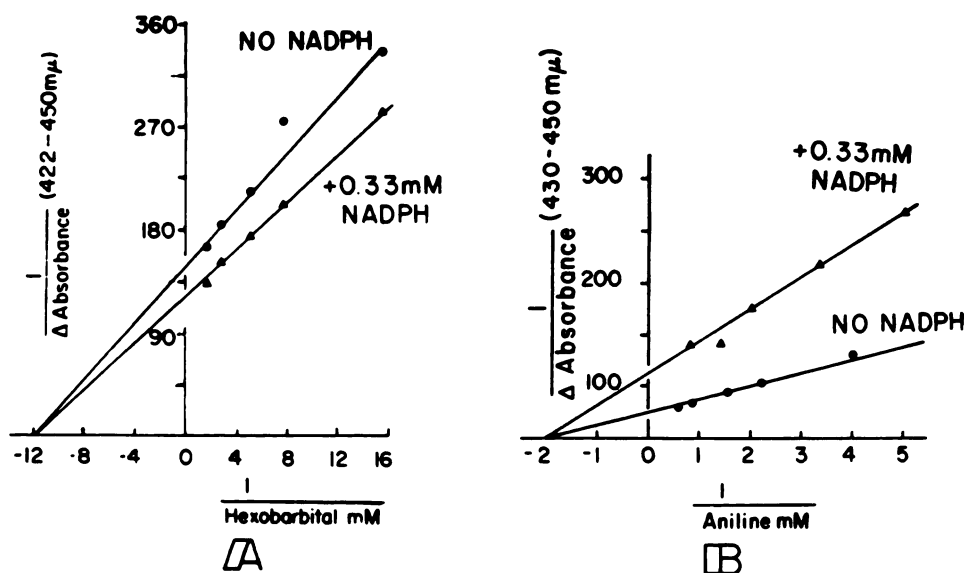 360
NO NADPH
270
+0.33mM
NADPH
180
90
1
Δ Absorbance
(422-450mμ)
-12 -8 -4 0 4 8 12 16
1
Hexobarbital mM
A
+0.33mM
NADPH
300
200
NO NADPH
100
1
Δ Absorbance
(430-450mμ)
-2 -1 0 1 2 3 4 5
1
Aniline mM
B